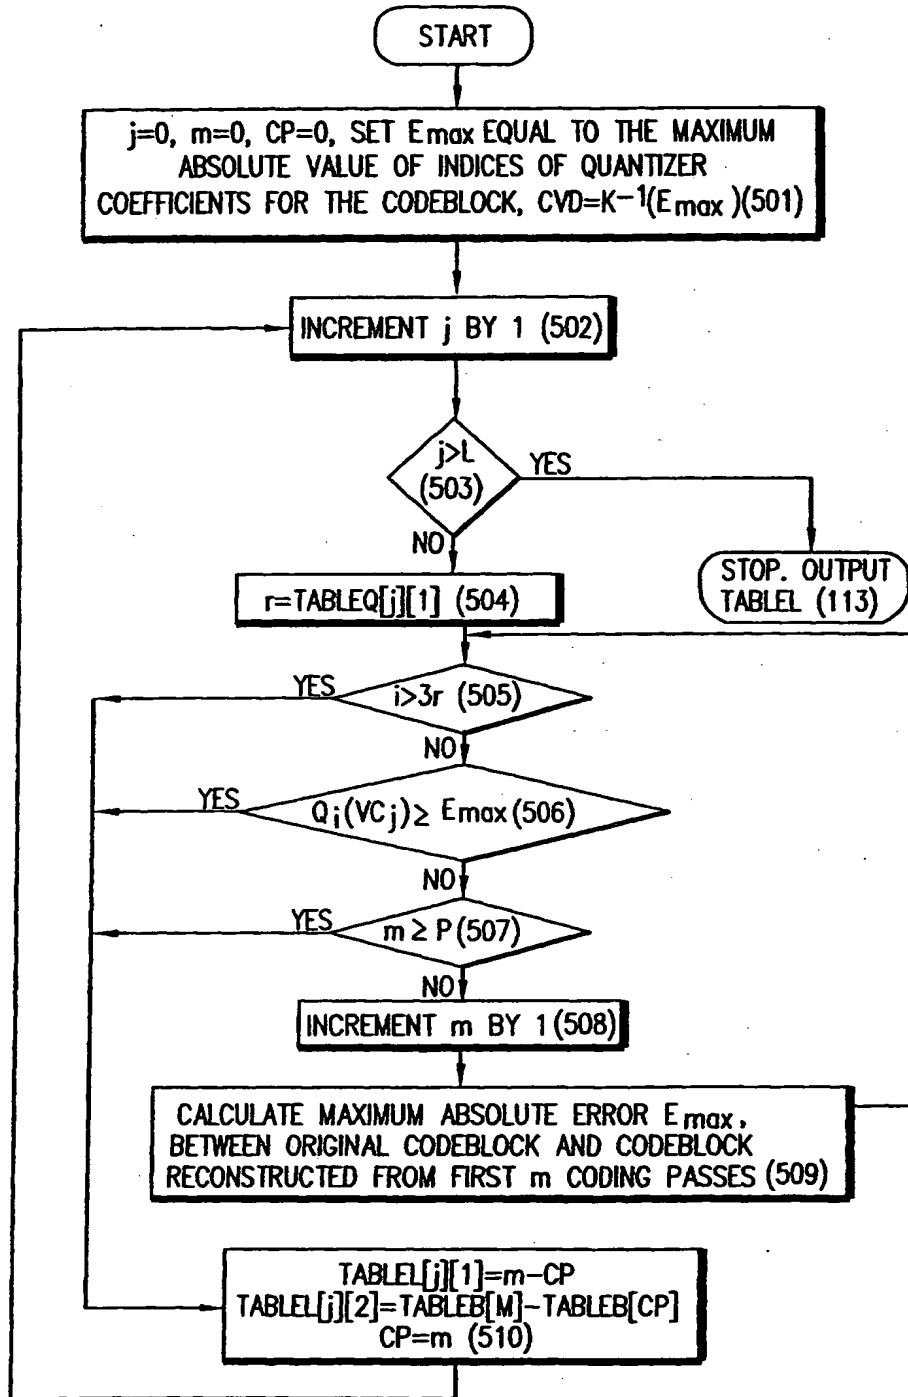 START
j=0, m=0, CP=0, SET Emax EQUAL TO THE MAXIMUM
ABSOLUTE VALUE OF INDICES OF QUANTIZER
COEFFICIENTS FOR THE CODEBLOCK, CVD=K⁻¹(Emax)(501)
INCREMENT j BY 1 (502)
j>L
(503)
YES
NO
STOP. OUTPUT
TABLEL (113)
r=TABLEQ[j][1] (504)
YES
i>3r (505)
NO
YES
Qi(VCj)≥ Emax(506)
NO
YES
m≥P(507)
NO
INCREMENT m BY 1(508)
CALCULATE MAXIMUM ABSOLUTE ERROR Emax,
BETWEEN ORIGINAL CODEBLOCK AND CODEBLOCK
RECONSTRUCTED FROM FIRST m CODING PASSES (509)
TABLEL[j][1]=m-CP
TABLEL[j][2]=TABLEB[M]-TABLEB[CP]
CP=m (510)